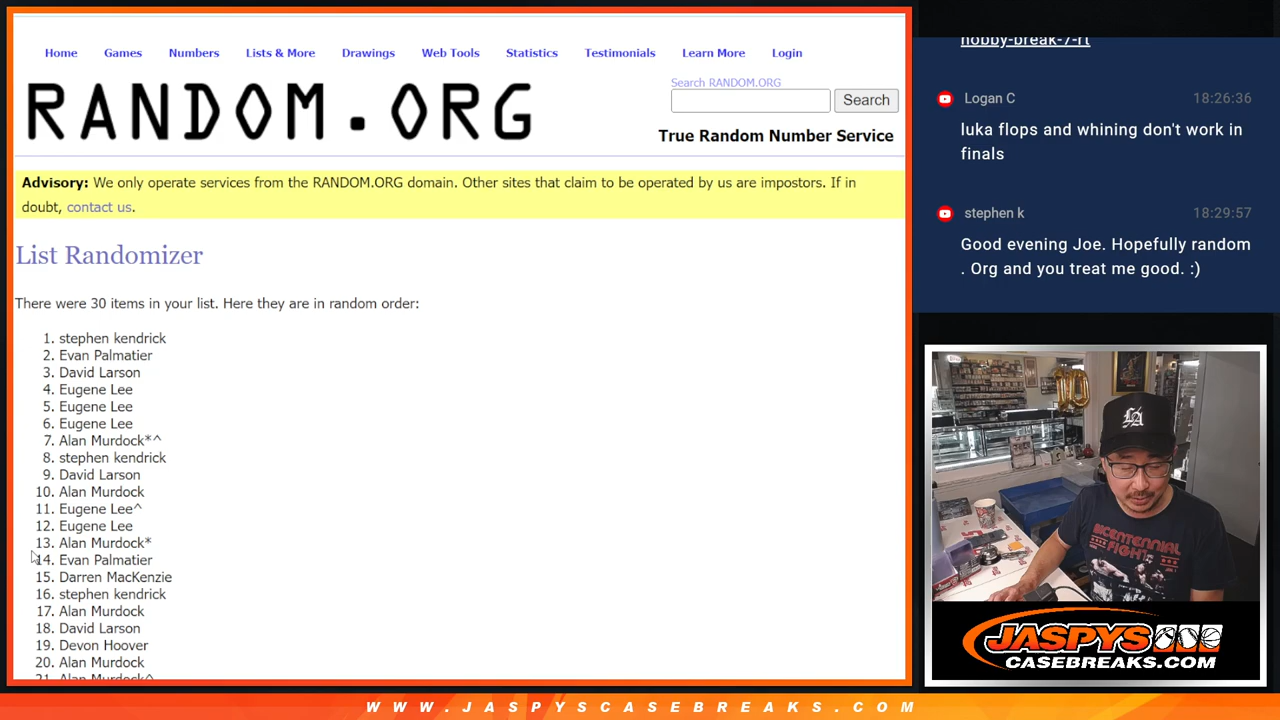 Home Games Numbers Lists & More Drawings Web Tools Statistics Testimonials Learn More Login
RANDOM.ORG
Search RANDOM.ORG
Search
True Random Number Service
Advisory: We only operate services from the RANDOM.ORG domain. Other sites that claim to be operated by us are impostors. If in
doubt, contact us.
List Randomizer
There were 30 items in your list. Here they are in random order:
1. stephen kendrick
2. Evan Palmatier
3. David Larson
4. Eugene Lee
5. Eugene Lee
6. Eugene Lee
7. Alan Murdock*^
8. stephen kendrick
9. David Larson
10. Alan Murdock
11. Eugene Lee^
12. Eugene Lee
13. Alan Murdock*
14. Evan Palmatier
15. Darren MacKenzie
16. stephen kendrick
17. Alan Murdock
18. David Larson
19. Devon Hoover
20. Alan Murdock
21. Alan Murdock^
hobby-break-7-rt
Logan C 18:26:36
luka flops and whining don't work in
finals
stephen k 18:29:57
Good evening Joe. Hopefully random
. Org and you treat me good. :)
10
LA
BICENTENNIAL
FIGHT
JASPYS
CASEBREAKS.COM
WWW.JASPYSCASEBREAKS.COM